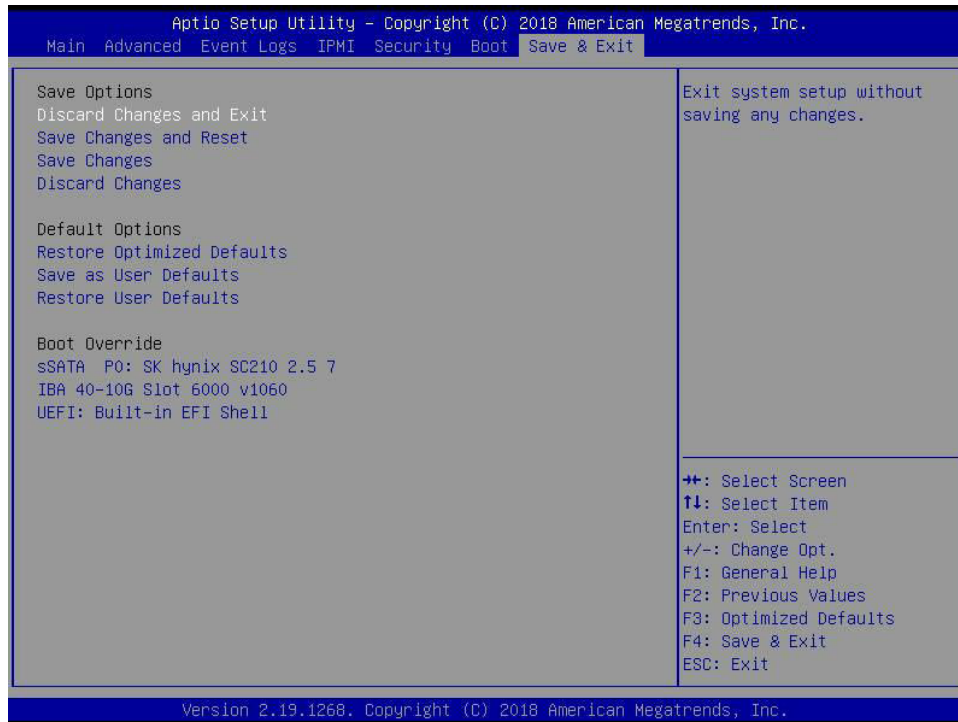 Aptio Setup Utility – Copyright (C) 2018 American Megatrends, Inc.
Main Advanced Event Logs IPMI Security Boot Save & Exit
Save Options
Discard Changes and Exit
Save Changes and Reset
Save Changes
Discard Changes
Default Options
Restore Optimized Defaults
Save as User Defaults
Restore User Defaults
Boot Override
sSATA P0: SK hynix SC210 2.5 7
IBA 40-10G Slot 6000 v1060
UEFI: Built-in EFI Shell
Exit system setup without
saving any changes.
→←: Select Screen
↑↓: Select Item
Enter: Select
+/-: Change Opt.
F1: General Help
F2: Previous Values
F3: Optimized Defaults
F4: Save & Exit
ESC: Exit
Version 2.19.1268. Copyright (C) 2018 American Megatrends, Inc.